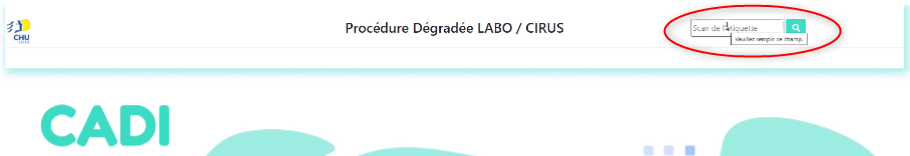 CHU
Procédure Dégradée LABO / CIRUS
Scan de l'étiquette
Veuillez remplir ce champ.
CADI